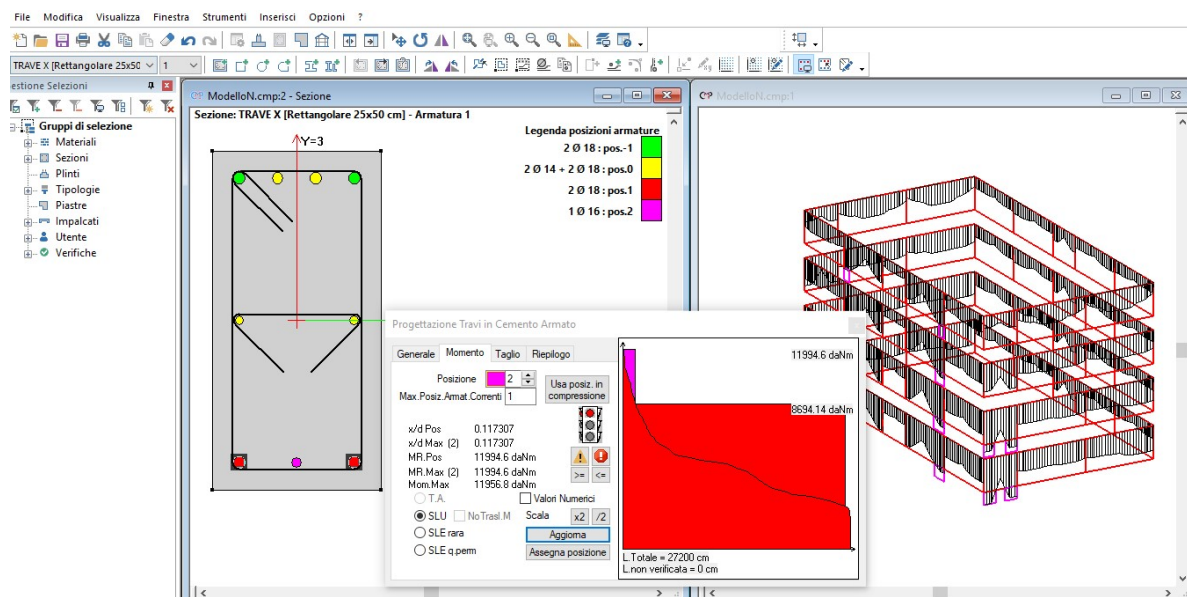 File Modifica Visualizza Finestra Strumenti Inserisci Opzioni ?
TRAVE X [Rettangolare 25x50
1
estione Selezioni
Gruppi di selezione
Materiali
Sezioni
Plinti
Tipologie
Piastre
Impalcati
Utente
Verifiche
ModelloN.cmp:2 - Sezione
Sezione: TRAVE X [Rettangolare 25x50 cm] - Armatura 1
Y=3
Legenda posizioni armature
2 Ø 18 : pos.-1
2 Ø 14 + 2 Ø 18 : pos.0
2 Ø 18 : pos.1
1 Ø 16 : pos.2
ModelloN.cmp:1
Progettazione Travi in Cemento Armato
Generale Momento Taglio Riepilogo
Posizione 2
Max.Posiz.Armat.Correnti 1
Usa posiz. in
compressione
x/d Pos 0.117307
x/d Max (2) 0.117307
MR.Pos 11994.6 daNm
MR.Max (2) 11994.6 daNm
Mom.Max 11956.8 daNm
>= <=
T.A.
Valori Numerici
SLU NoTrasl.M Scala x2 /2
SLE rara Aggiorna
SLE q.perm Assegna posizione
11994.6 daNm
8694.14 daNm
L.Totale = 27200 cm
L.non verificata = 0 cm